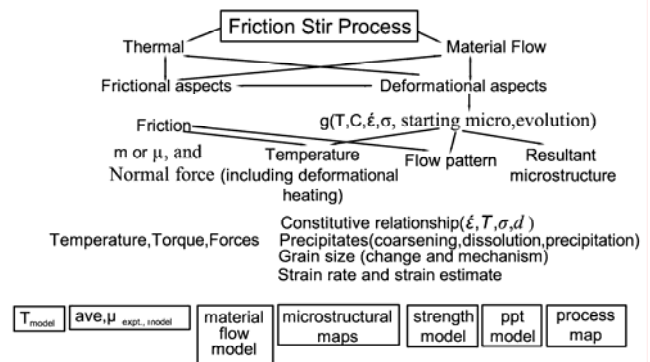 Friction Stir Process
Thermal
Material Flow
Frictional aspects
Deformational aspects
g(T,C,έ,σ, starting micro,evolution)
Friction
m or μ, and
Normal force
Temperature
(including deformational
heating)
Flow pattern
Resultant
microstructure
Temperature,Torque,Forces
Constitutive relationship(έ,T,σ,d)
Precipitates(coarsening,dissolution,precipitation)
Grain size (change and mechanism)
Strain rate and strain estimate
Tmodel
ave,μ expt., model
material
flow
model
microstructural
maps
strength
model
ppt
model
process
map